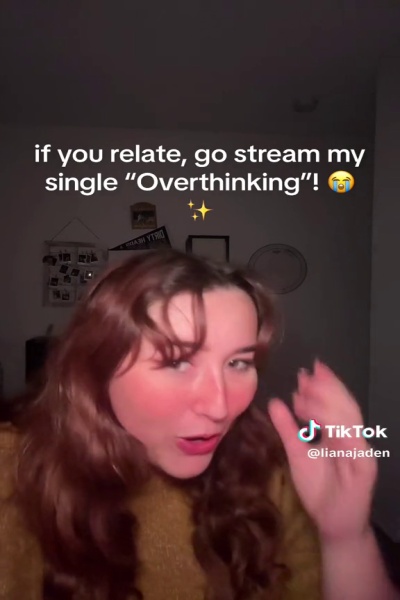 if you relate, go stream my
single “Overthinking”! 😭
✨
TikTok
@lianajaden